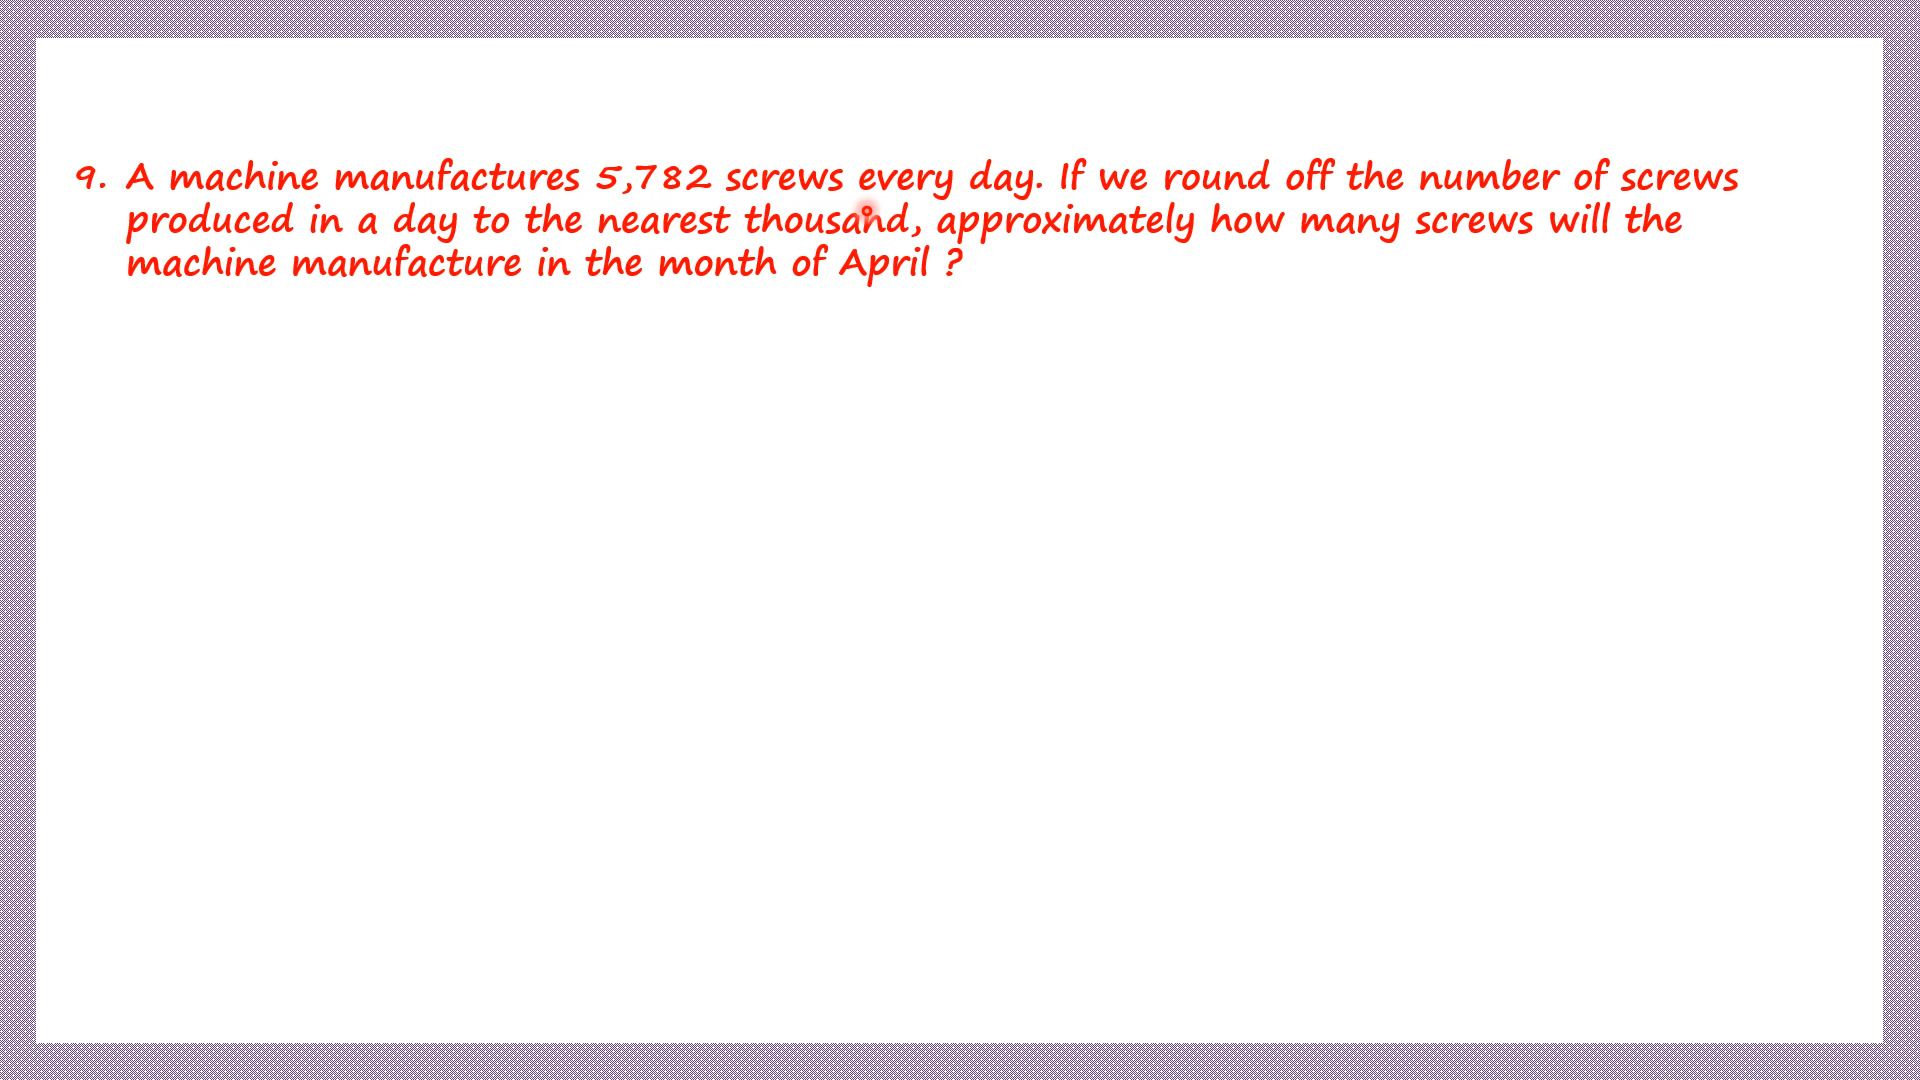 9. A machine manufactures 5,782 screws every day. If we round off the number of screws
produced in a day to the nearest thousand, approximately how many screws will the
machine manufacture in the month of April ?